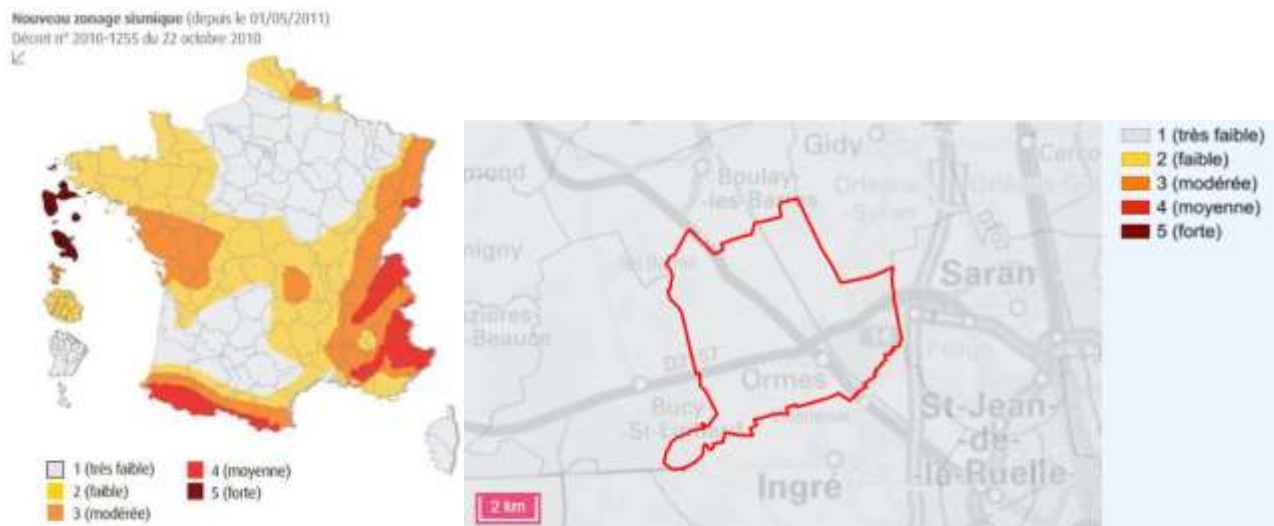 Nouveau zonage sismique (depuis le 01/05/2011)
Décret n° 2010-1255 du 22 octobre 2010
1 (très faible)
2 (faible)
3 (modérée)
4 (moyenne)
5 (forte)
Gidy
Boulay-
-les-Barres
Saran
Ormes
Bucy-
St-Jean-
-de-
-la-Ruelle
Ingré
2 km
1 (très faible)
2 (faible)
3 (modérée)
4 (moyenne)
5 (forte)